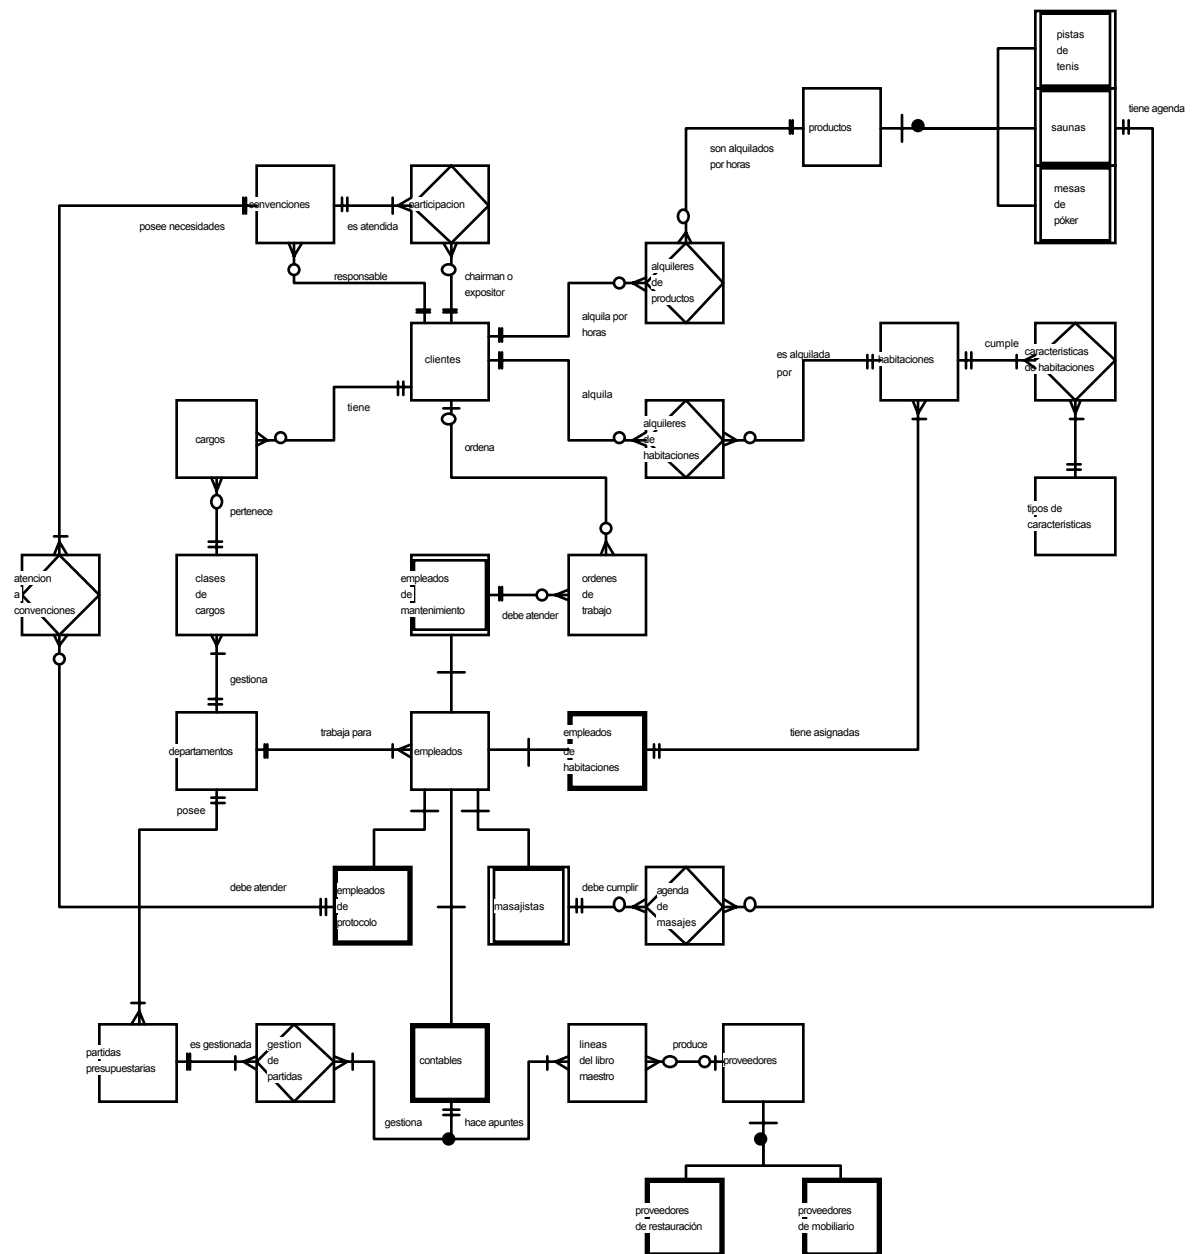 pistas
de
tenis
tiene agenda
productos
saunas
son alquilados
por horas
mesas
de
póker
convenciones
participacion
posee necesidades
es atendida
responsable
chairman o
expositor
alquileres
de
productos
alquila por
horas
clientes
es alquilada
por
habitaciones
cumple
caracteristicas
de habitaciones
tiene
alquila
cargos
ordena
alquileres
de
habitaciones
pertenece
tipos de
caracteristicas
atencion
a
convenciones
clases
de
cargos
empleados
de
mantenimiento
debe atender
ordenes
de
trabajo
gestiona
trabaja para
departamentos
empleados
empleados
de
habitaciones
tiene asignadas
posee
debe atender
empleados
de
protocolo
masajistas
debe cumplir
agenda
de
masajes
partidas
presupuestarias
es gestionada
gestion
de
partidas
contables
lineas
del libro
maestro
produce
proveedores
gestiona
hace apuntes
proveedores
de restauración
proveedores
de mobiliario